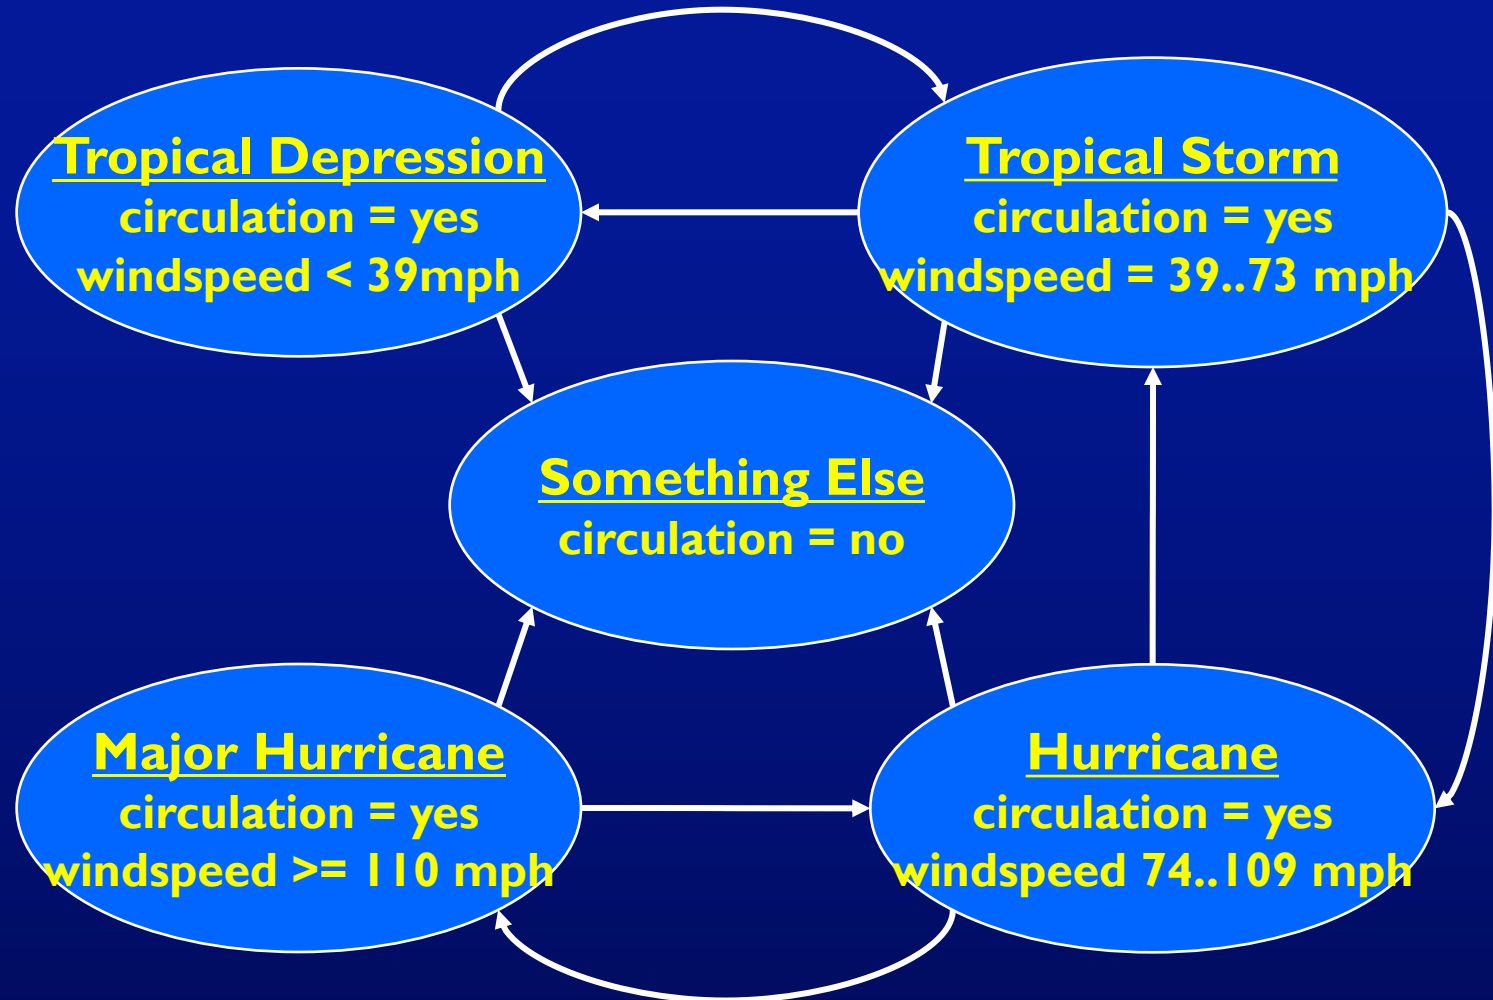 Tropical Depression
circulation = yes
windspeed < 39mph
Tropical Storm
circulation = yes
windspeed = 39..73 mph
Something Else
circulation = no
Major Hurricane
circulation = yes
windspeed >= 110 mph
Hurricane
circulation = yes
windspeed 74..109 mph